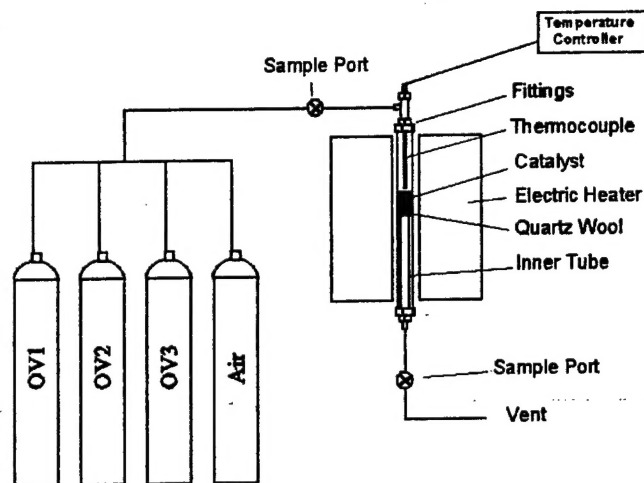 Temperature
Controller
Sample Port
Fittings
Thermocouple
Catalyst
Electric Heater
Quartz Wool
Inner Tube
OV1
OV2
OV3
Air
Sample Port
Vent